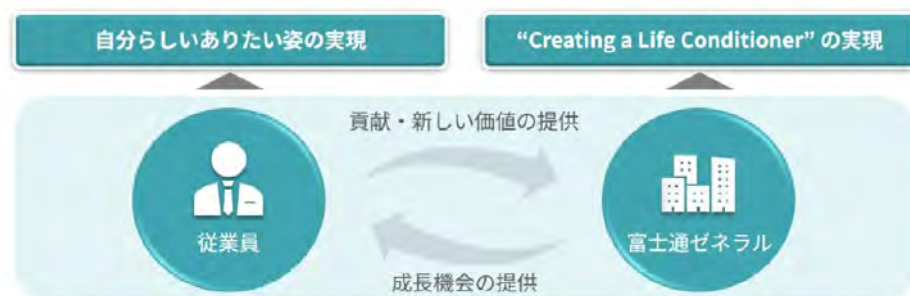 自分らしいありたい姿の実現
“Creating a Life Conditioner” の実現
貢献・新しい価値の提供
従業員
富士通ゼネラル
成長機会の提供